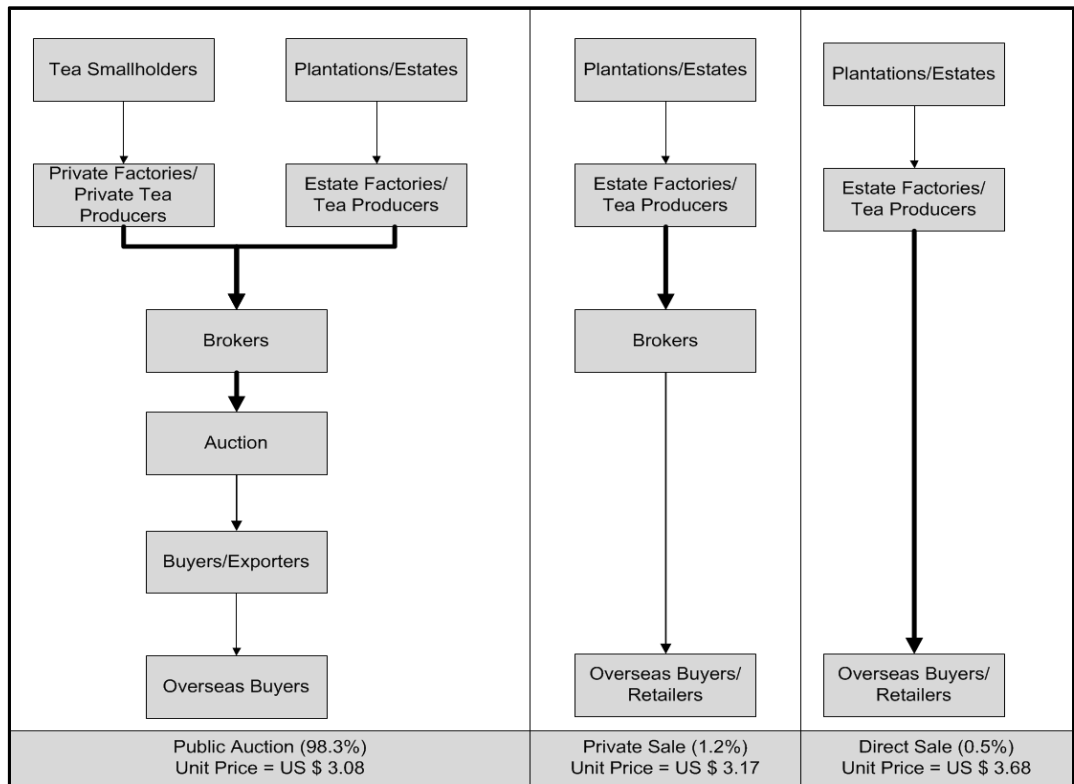 Tea Smallholders
Plantations/Estates
Private Factories/
Private Tea
Producers
Estate Factories/
Tea Producers
Brokers
Auction
Buyers/Exporters
Overseas Buyers
Public Auction (98.3%)
Unit Price = US $ 3.08
Plantations/Estates
Estate Factories/
Tea Producers
Brokers
Overseas Buyers/
Retailers
Private Sale (1.2%)
Unit Price = US $ 3.17
Plantations/Estates
Estate Factories/
Tea Producers
Overseas Buyers/
Retailers
Direct Sale (0.5%)
Unit Price = US $ 3.68